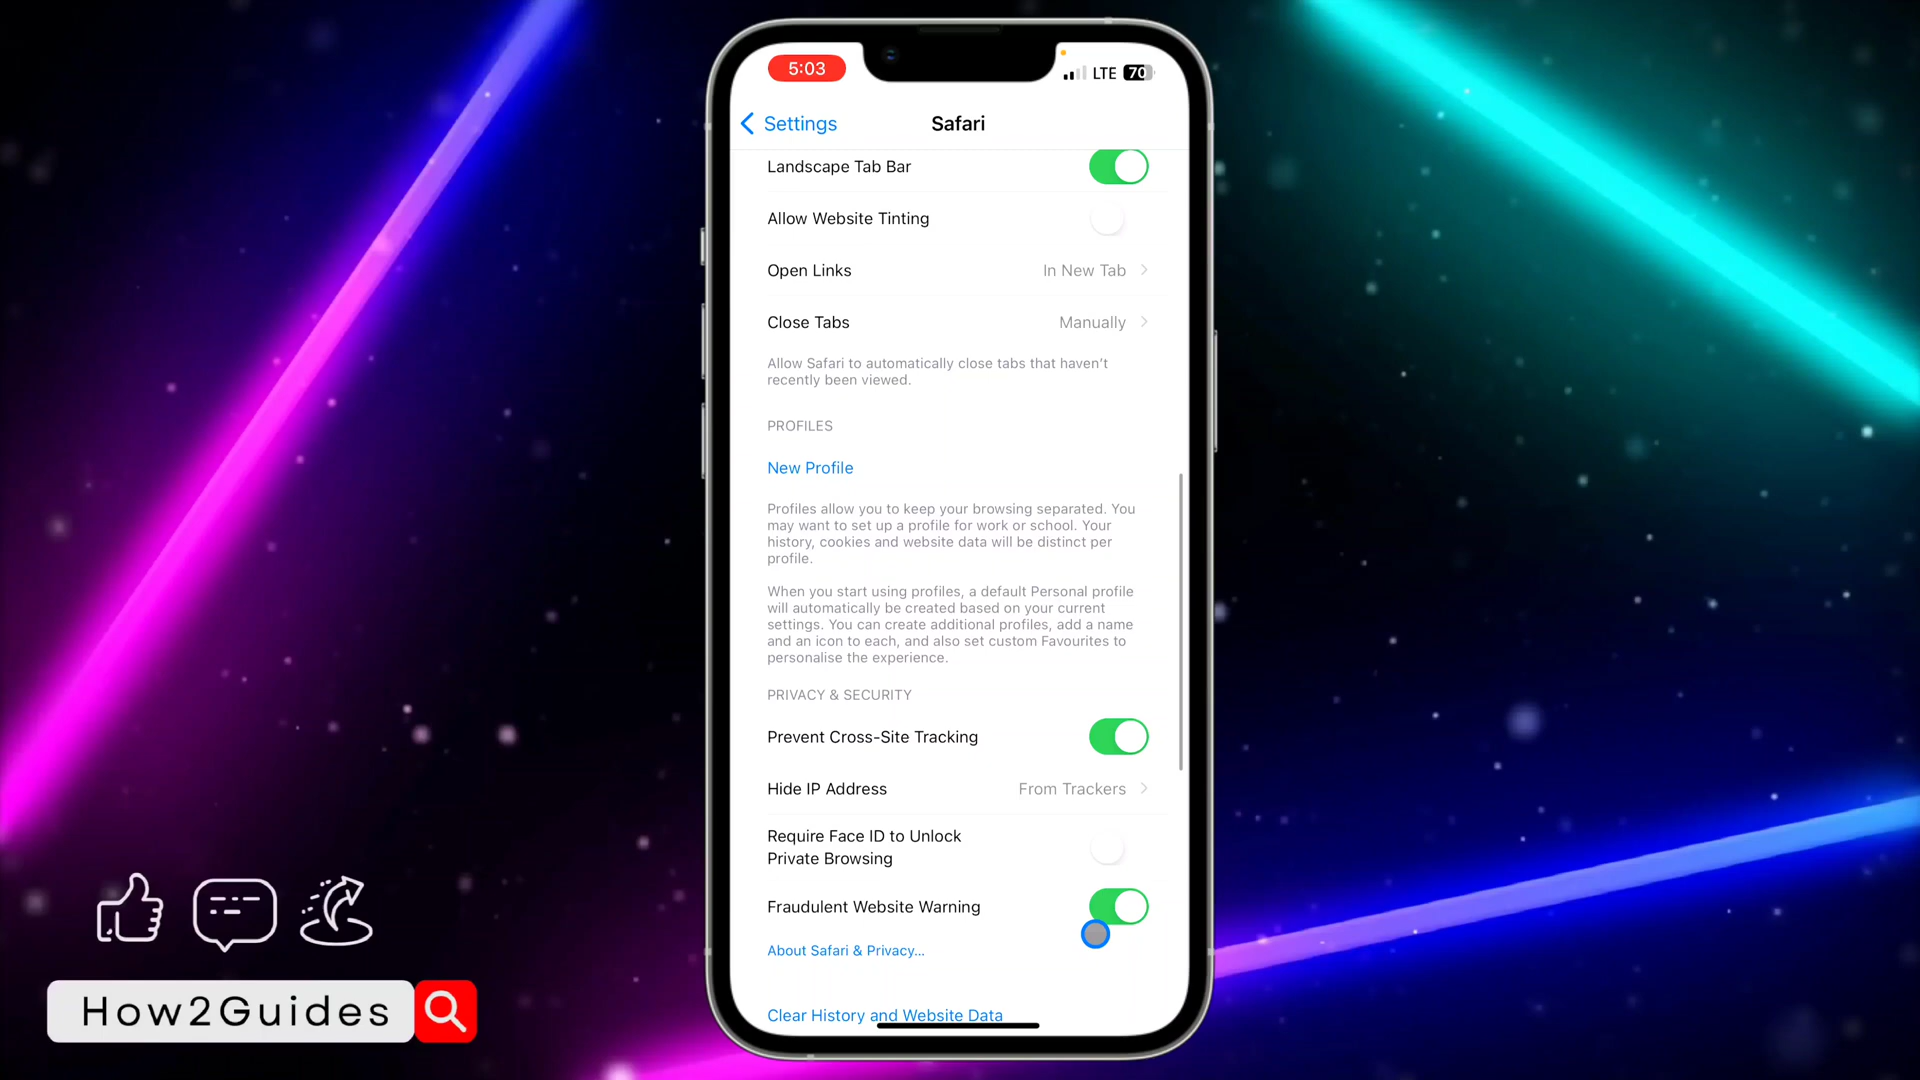 5:03
LTE 70
Settings
Safari
Landscape Tab Bar
Allow Website Tinting
Open Links
In New Tab
Close Tabs
Manually
Allow Safari to automatically close tabs that haven't
recently been viewed.
PROFILES
New Profile
Profiles allow you to keep your browsing separated. You
may want to set up a profile for work or school. Your
history, cookies and website data will be distinct per
profile.
When you start using profiles, a default Personal profile
will automatically be created based on your current
settings. You can create additional profiles, add a name
and an icon to each, and also set custom Favourites to
personalise the experience.
PRIVACY & SECURITY
Prevent Cross-Site Tracking
Hide IP Address
From Trackers
Require Face ID to Unlock
Private Browsing
Fraudulent Website Warning
About Safari & Privacy...
Clear History and Website Data
How2Guides